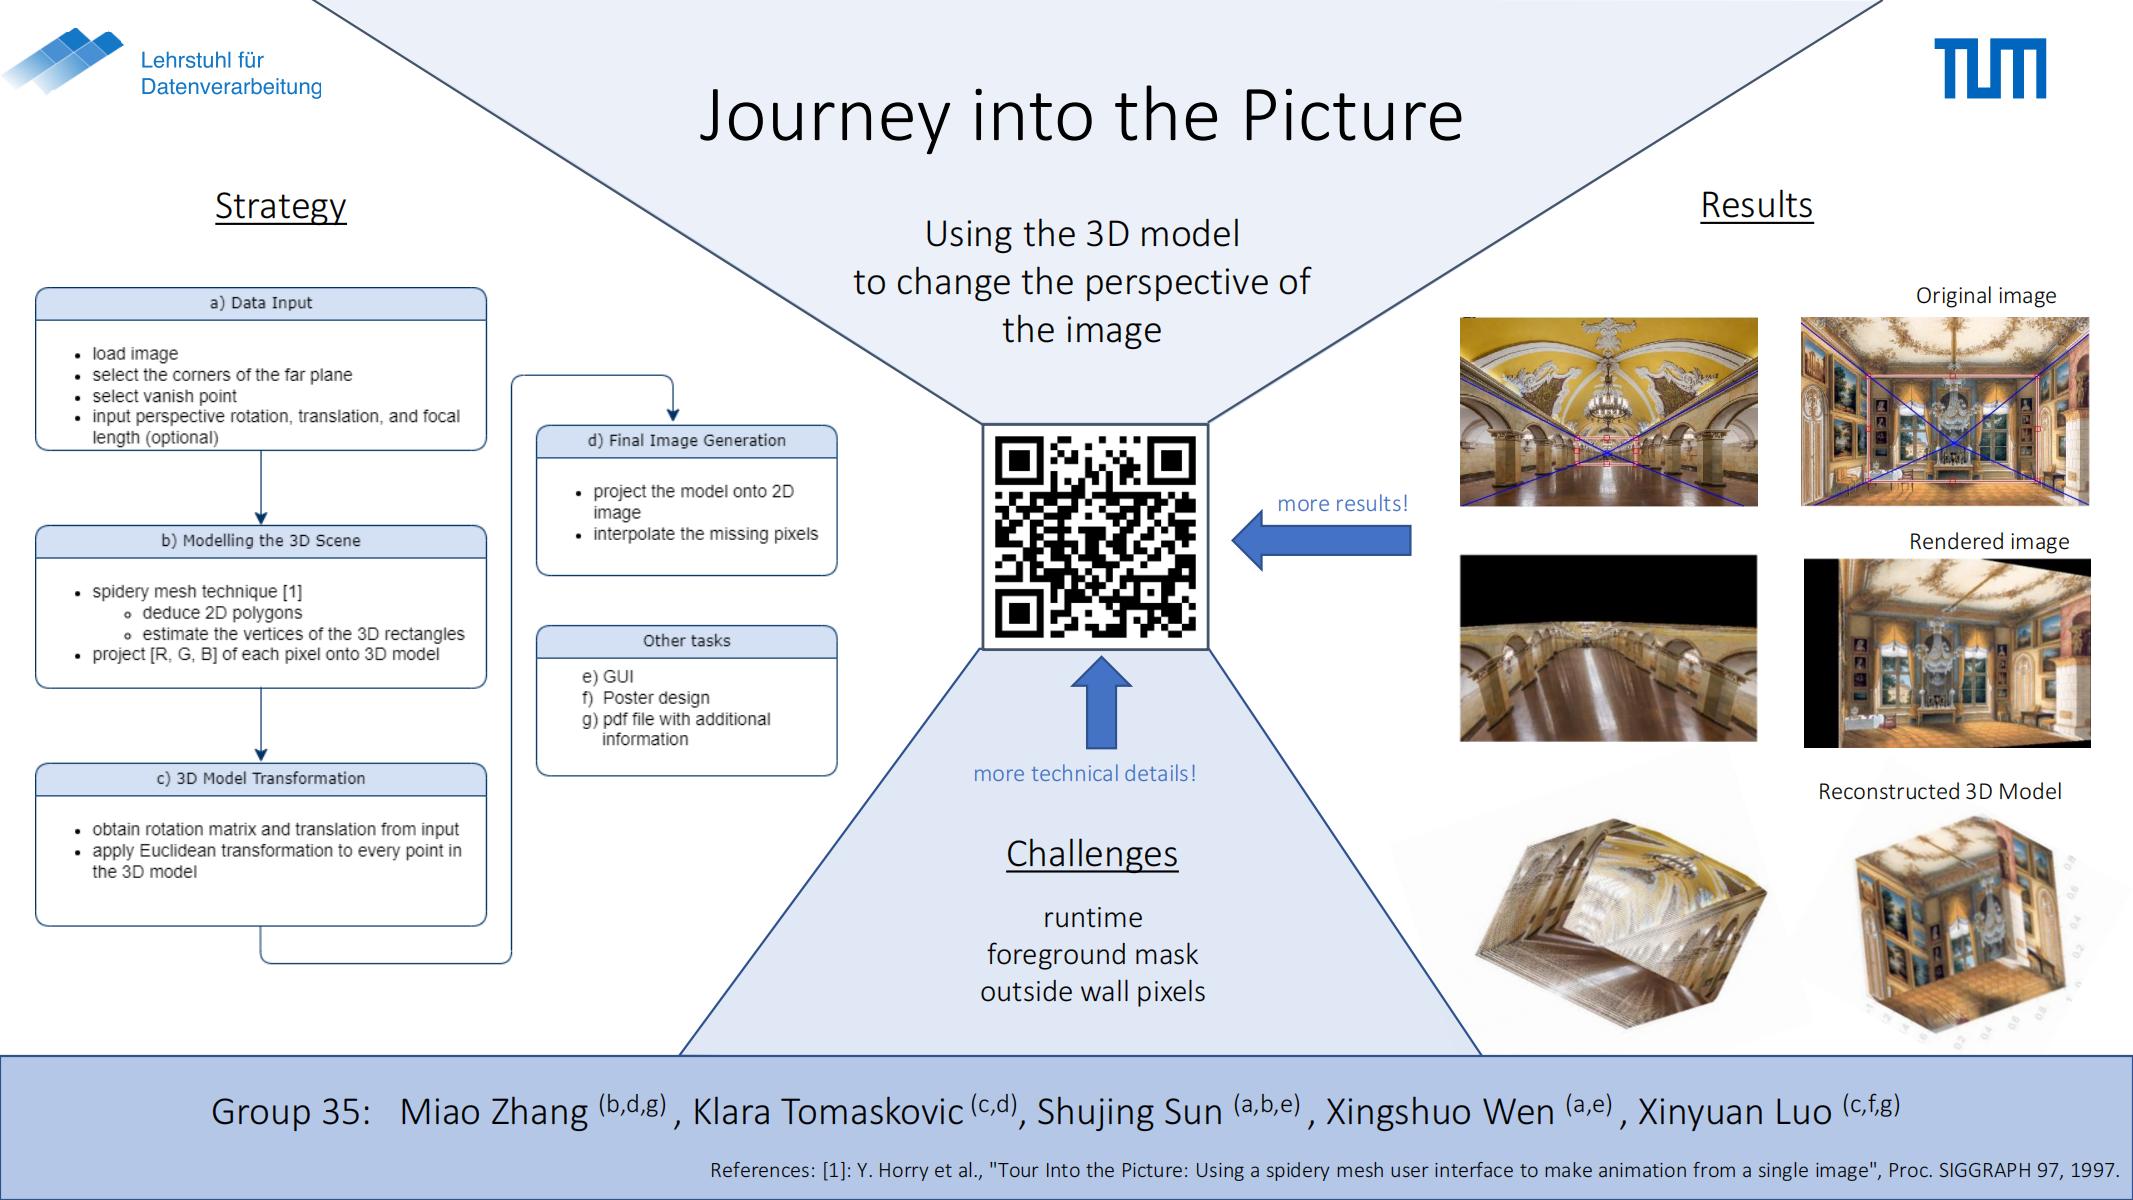 Lehrstuhl für
Datenverarbeitung
TUM
Journey into the Picture
Using the 3D model
to change the perspective of
the image
Strategy
a) Data Input
• load image
• select the corners of the far plane
• select vanish point
• input perspective rotation, translation, and focal
length (optional)
b) Modelling the 3D Scene
• spidery mesh technique [1]
∘ deduce 2D polygons
∘ estimate the vertices of the 3D rectangles
• project [R, G, B] of each pixel onto 3D model
c) 3D Model Transformation
• obtain rotation matrix and translation from input
• apply Euclidean transformation to every point in
the 3D model
d) Final Image Generation
• project the model onto 2D
image
• interpolate the missing pixels
Other tasks
e) GUI
f) Poster design
g) pdf file with additional
information
more results!
more technical details!
Challenges
runtime
foreground mask
outside wall pixels
Results
Original image
Rendered image
Reconstructed 3D Model
Group 35: Miao Zhang (b,d,g) , Klara Tomaskovic (c,d), Shujing Sun (a,b,e) , Xingshuo Wen (a,e) , Xinyuan Luo (c,f,g)
References: [1]: Y. Horry et al., "Tour Into the Picture: Using a spidery mesh user interface to make animation from a single image", Proc. SIGGRAPH 97, 1997.